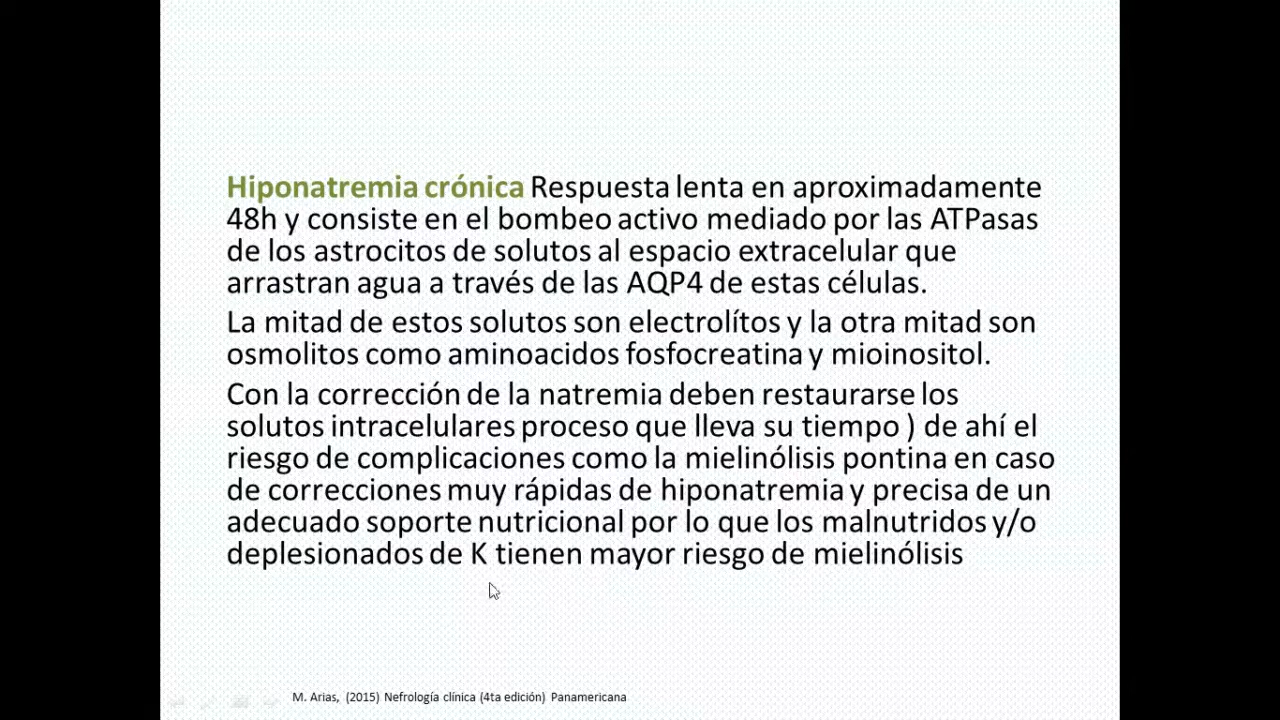 Hiponatremia crónica Respuesta lenta en aproximadamente
48h y consiste en el bombeo activo mediado por las ATPasas
de los astrocitos de solutos al espacio extracelular que
arrastran agua a través de las AQP4 de estas células.
La mitad de estos solutos son electrolítos y la otra mitad son
osmolitos como aminoacidos fosfocreatina y mioinositol.
Con la corrección de la natremia deben restaurarse los
solutos intracelulares proceso que lleva su tiempo ) de ahí el
riesgo de complicaciones como la mielinólisis pontina en caso
de correcciones muy rápidas de hiponatremia y precisa de un
adecuado soporte nutricional por lo que los malnutridos y/o
deplesionados de K tienen mayor riesgo de mielinólisis
M. Arias, (2015) Nefrología clínica (4ta edición) Panamericana